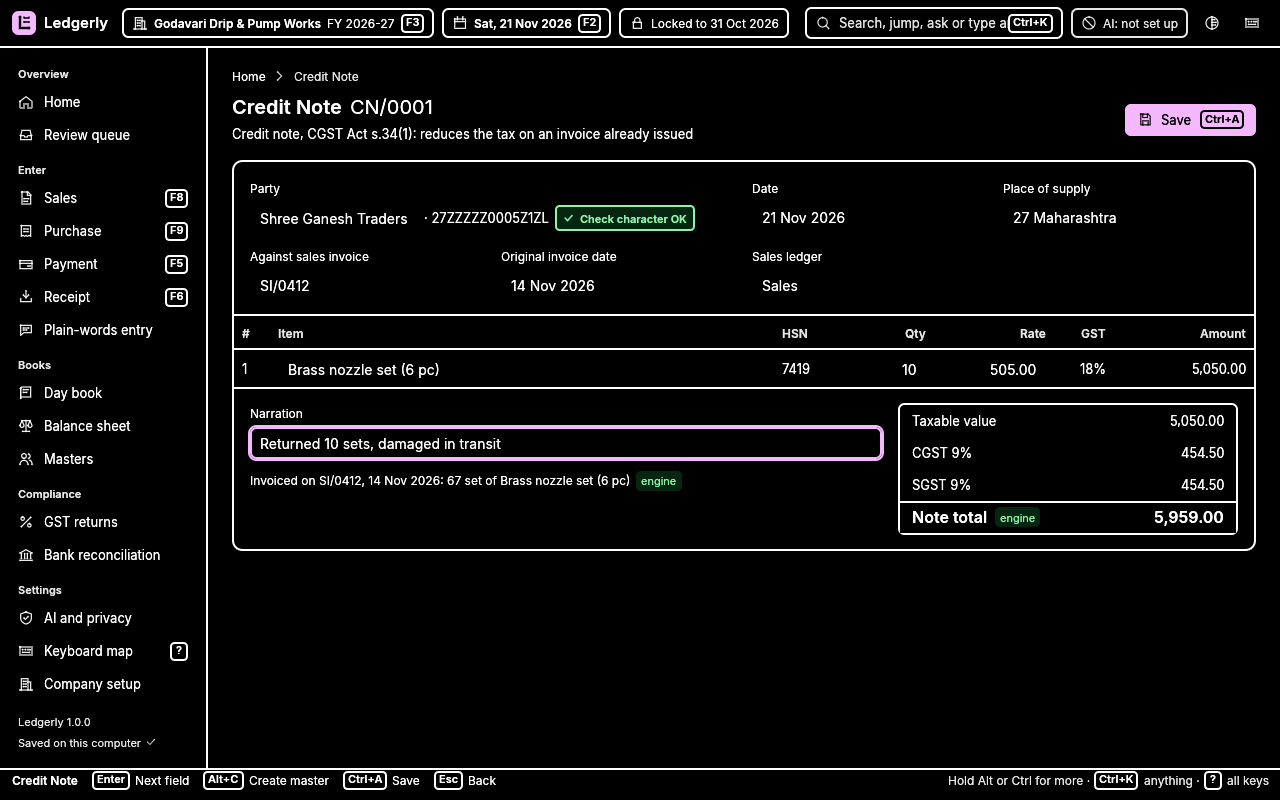 Ledgerly
Godavari Drip & Pump Works FY 2026-27 F3
Sat, 21 Nov 2026 F2
Locked to 31 Oct 2026
Search, jump, ask or type a Ctrl+K
AI: not set up
Overview
Home
Review queue
Enter
Sales F8
Purchase F9
Payment F5
Receipt F6
Plain-words entry
Books
Day book
Balance sheet
Masters
Compliance
GST returns
Bank reconciliation
Settings
AI and privacy
Keyboard map ?
Company setup
Ledgerly 1.0.0
Saved on this computer
Home Credit Note
Credit Note CN/0001
Credit note, CGST Act s.34(1): reduces the tax on an invoice already issued
Save Ctrl+A
Party Date Place of supply
Shree Ganesh Traders · 27ZZZZZ0005Z1ZL Check character OK 21 Nov 2026 27 Maharashtra
Against sales invoice Original invoice date Sales ledger
SI/0412 14 Nov 2026 Sales
# Item HSN Qty Rate GST Amount
1 Brass nozzle set (6 pc) 7419 10 505.00 18% 5,050.00
Narration
Returned 10 sets, damaged in transit
Invoiced on SI/0412, 14 Nov 2026: 67 set of Brass nozzle set (6 pc) engine
Taxable value 5,050.00
CGST 9% 454.50
SGST 9% 454.50
Note total engine 5,959.00
Credit Note Enter Next field Alt+C Create master Ctrl+A Save Esc Back
Hold Alt or Ctrl for more · Ctrl+K anything · ? all keys